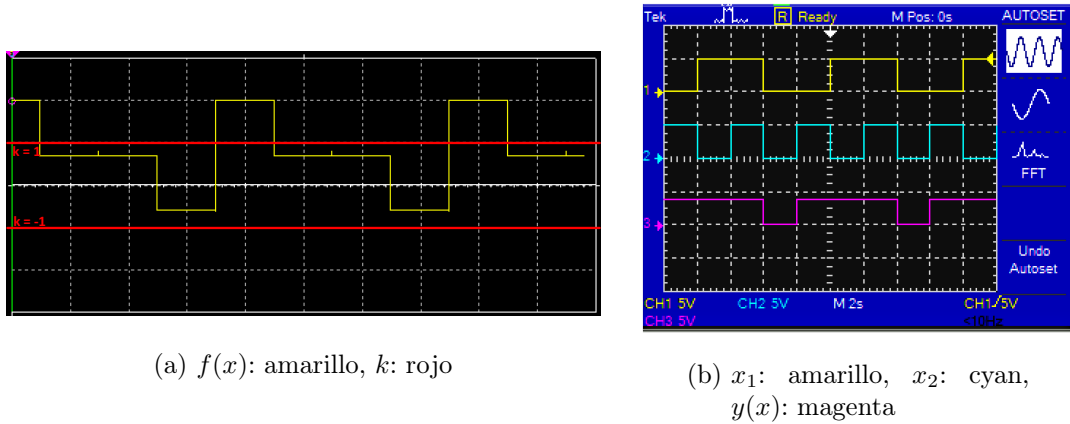 k = 1
k = -1
(a) f(x): amarillo, k: rojo
Tek R Ready M Pos: 0s AUTOSET
1
2
3
FFT
Undo
Autoset
CH1 5V CH2 5V M 2s CH1 5V
CH3 5V <10Hz
(b) x₁: amarillo, x₂: cyan,
y(x): magenta